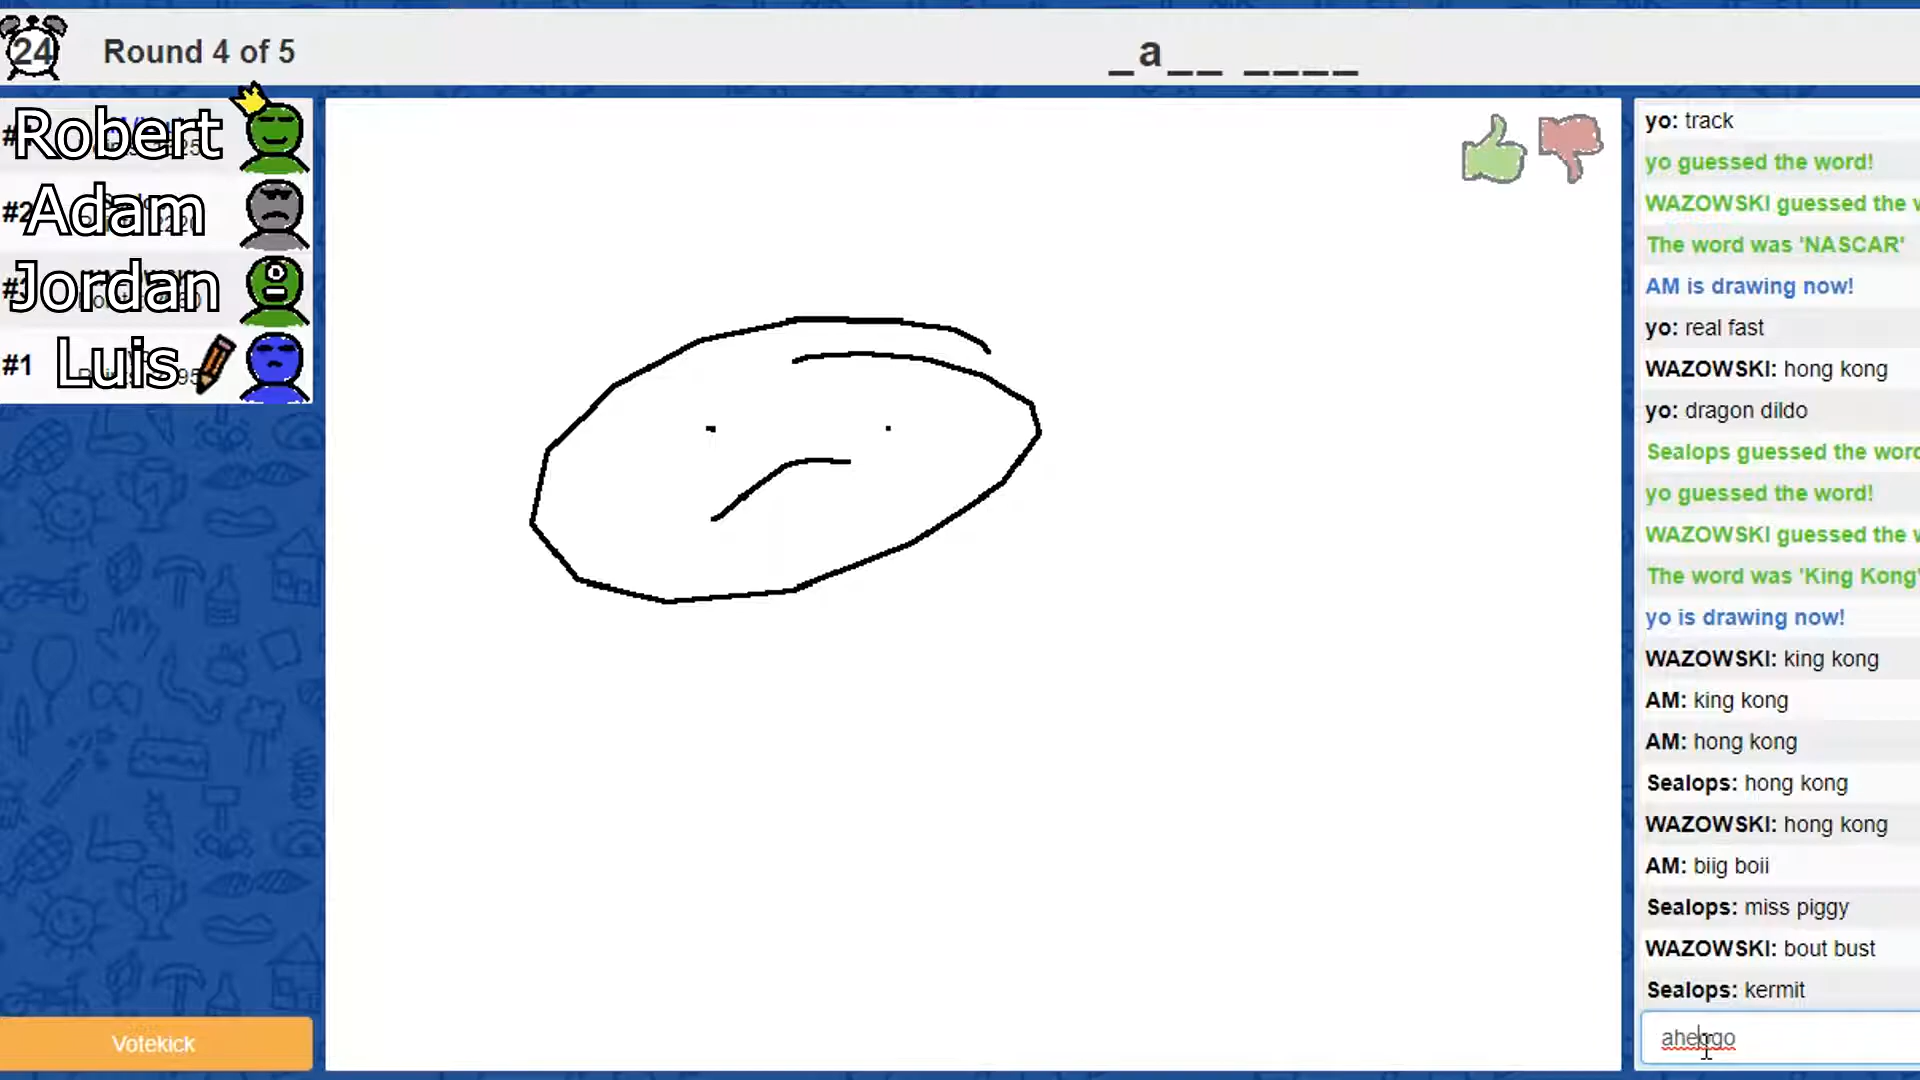 24
Round 4 of 5
_a__ ____
Robert
#2
Adam
Jordan
#1
Luis
Votekick
yo: track
yo guessed the word!
WAZOWSKI guessed the
The word was 'NASCAR'
AM is drawing now!
yo: real fast
WAZOWSKI: hong kong
yo: dragon dildo
Sealops guessed the word
yo guessed the word!
WAZOWSKI guessed the
The word was 'King Kong'
yo is drawing now!
WAZOWSKI: king kong
AM: king kong
AM: hong kong
Sealops: hong kong
WAZOWSKI: hong kong
AM: biig boii
Sealops: miss piggy
WAZOWSKI: bout bust
Sealops: kermit